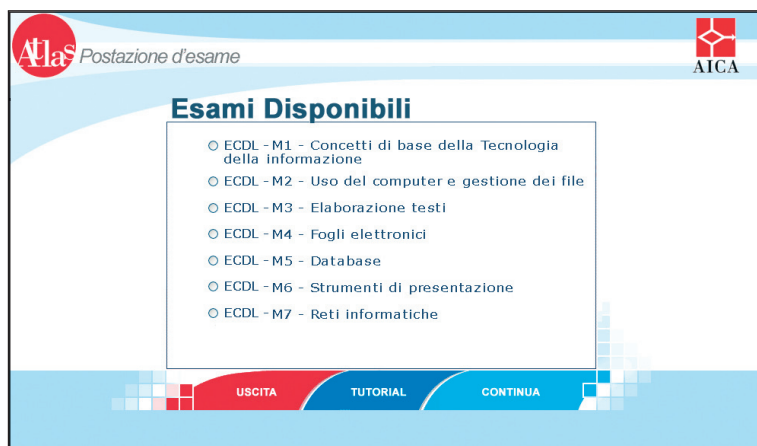 Atlas Postazione d'esame
AICA
Esami Disponibili
ECDL - M1 - Concetti di base della Tecnologia
della informazione
ECDL - M2 - Uso del computer e gestione dei file
ECDL - M3 - Elaborazione testi
ECDL - M4 - Fogli elettronici
ECDL - M5 - Database
ECDL - M6 - Strumenti di presentazione
ECDL - M7 - Reti informatiche
USCITA TUTORIAL CONTINUA